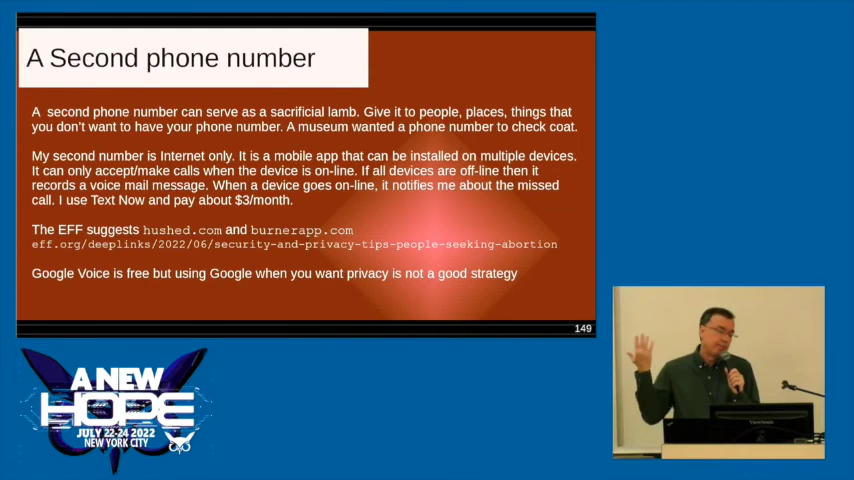 A Second phone number
A second phone number can serve as a sacrificial lamb. Give it to people, places, things that
you don't want to have your phone number. A museum wanted a phone number to check coat.
My second number is Internet only. It is a mobile app that can be installed on multiple devices.
It can only accept/make calls when the device is on-line. If all devices are off-line then it
records a voice mail message. When a device goes on-line, it notifies me about the missed
call. I use Text Now and pay about $3/month.
The EFF suggests hushed.com and burnerapp.com
eff.org/deeplinks/2022/06/security-and-privacy-tips-people-seeking-abortion
Google Voice is free but using Google when you want privacy is not a good strategy
149
A NEW
HOPE
JULY 22-24 2022
NEW YORK CITY
ViewSonic